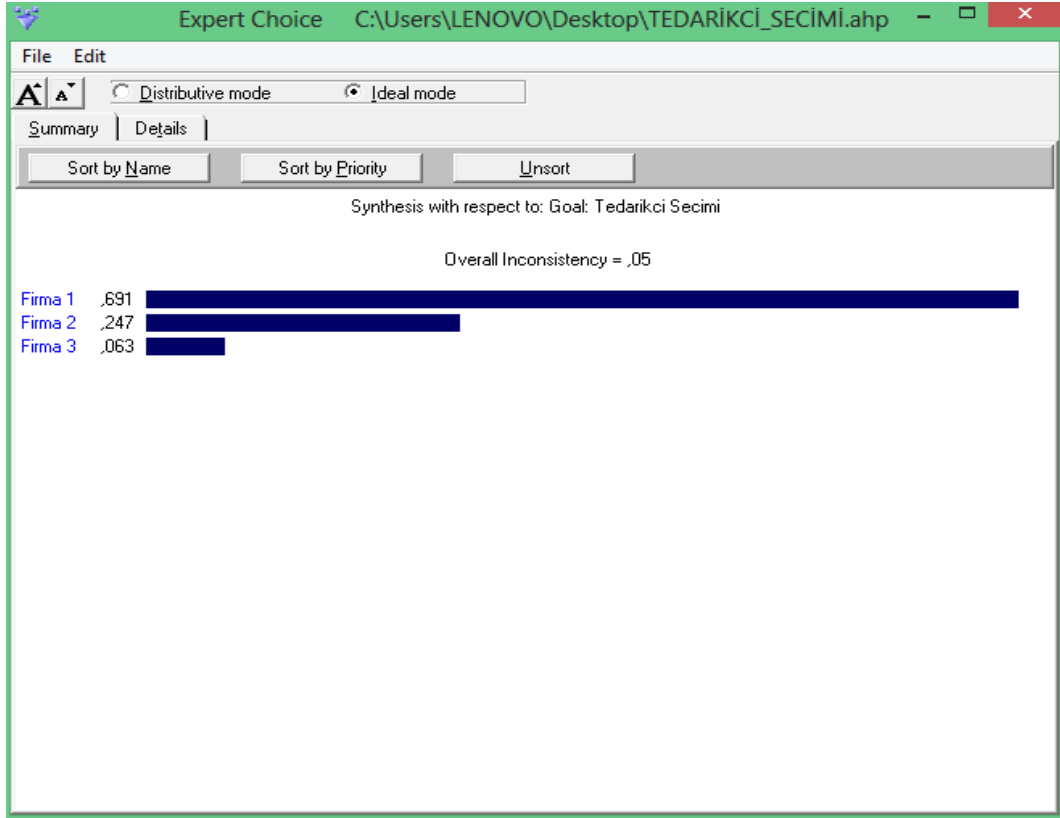 Expert Choice C:\Users\LENOVO\Desktop\TEDARİKCİ_SECİMİ.ahp
File Edit
A A Distributive mode Ideal mode
Summary Details
Sort by Name Sort by Priority Unsort
Synthesis with respect to: Goal: Tedarikci Secimi
Overall Inconsistency = ,05
Firma 1 ,691
Firma 2 ,247
Firma 3 ,063